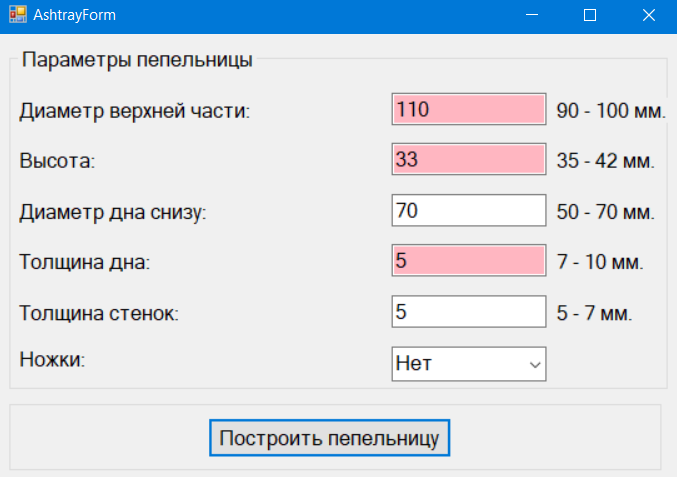 AshtrayForm
Параметры пепельницы
Диаметр верхней части: 110 90 - 100 мм.
Высота: 33 35 - 42 мм.
Диаметр дна снизу: 70 50 - 70 мм.
Толщина дна: 5 7 - 10 мм.
Толщина стенок: 5 5 - 7 мм.
Ножки: Нет
Построить пепельницу